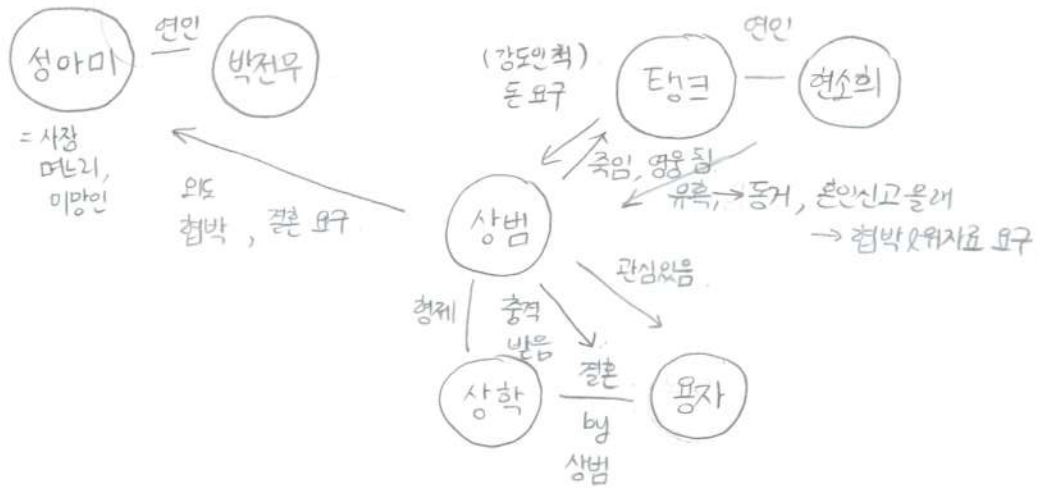 연인
성아미
박전무
= 사장
며느리,
미망인
외도
협박, 결혼 요구
연인
(강도인 척)
돈 요구
탱크
현소희
죽임, 영웅 됨
유혹, → 동거, 혼인신고 몰래
→ 협박 & 위자료 요구
상범
관심있음
형제
충격
받음
결혼
상학
용자
by
상범